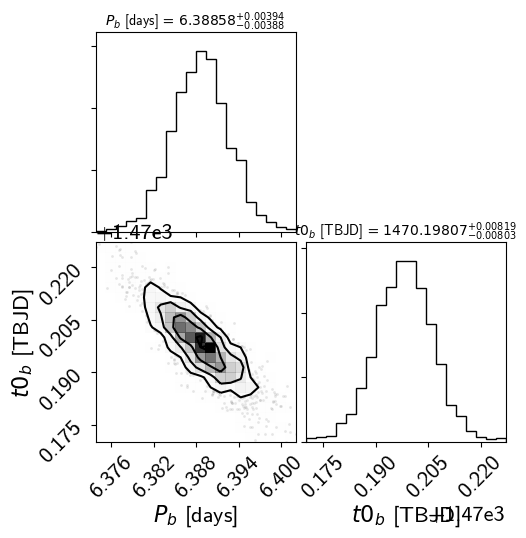 P_b [days] = 6.38858^{+0.00394}_{-0.00388}
+1.47e3
t0_b [TBJD] = 1470.19807^{+0.00819}_{-0.00803}
0.220
0.205
0.190
0.175
t0_b [TBJD]
6.376 6.382 6.388 6.394 6.400
P_b [days]
0.175 0.190 0.205 0.220
t0_b [TBJD]
+1.47e3